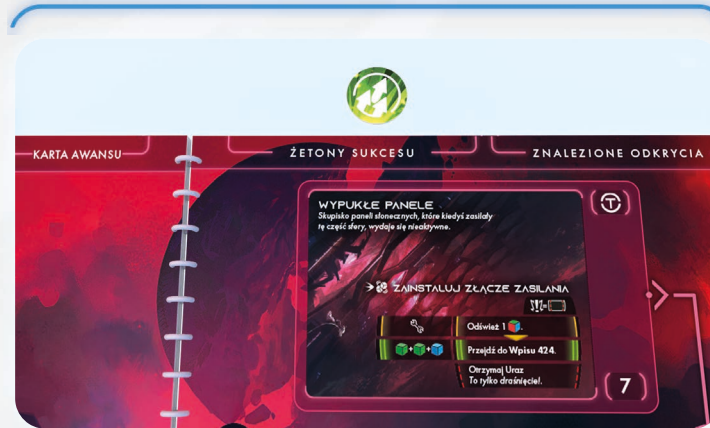 KARTA AWANSU
ŻETONY SUKCESU
ZNALEZIONE ODKRYCIA
WYPUKŁE PANELE
Skupisko paneli słonecznych, które kiedyś zasilały
tę część sfery, wydaje się nieaktywne.
ZAINSTALUJ ZŁĄCZE ZASILANIA
Odśwież 1 .
Przejdź do Wpisu 424.
Otrzymaj Uraz
To tylko draśnięcie!.
T
7